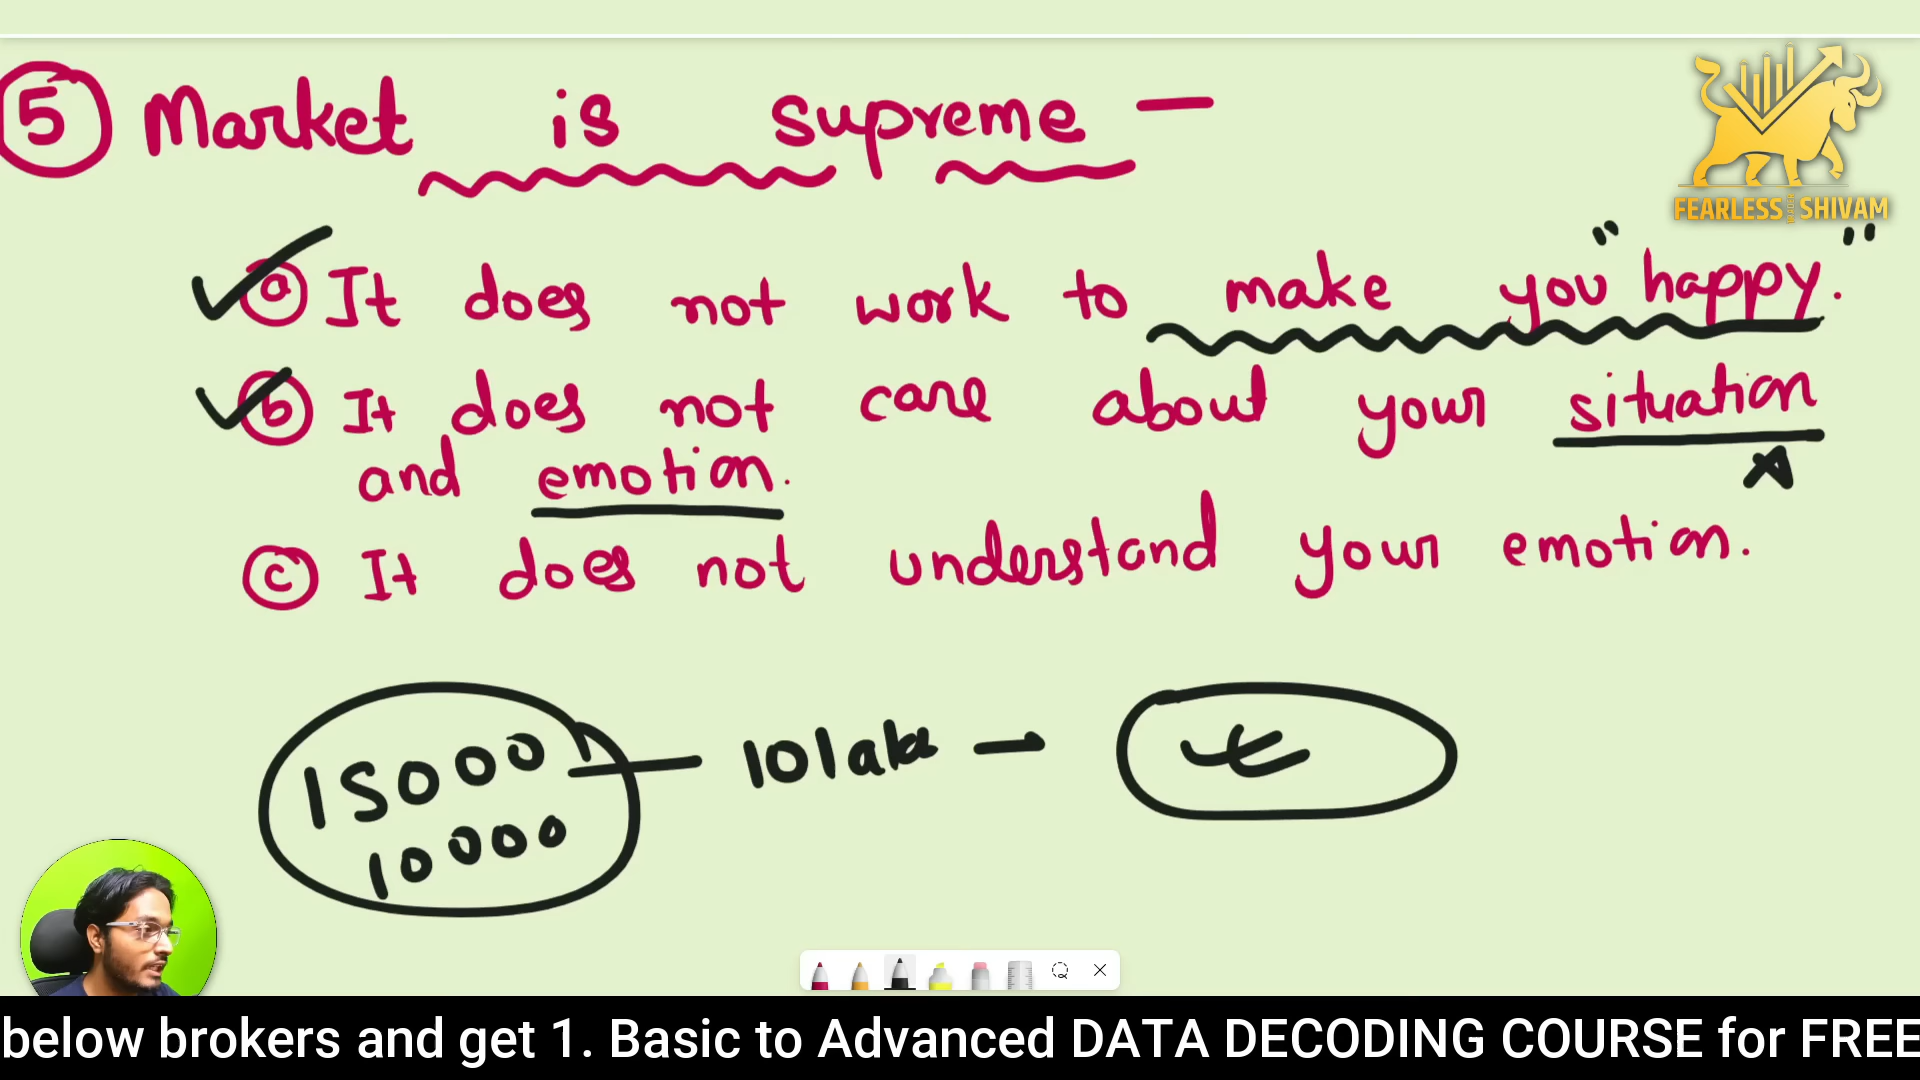 5 Market is supreme -
FEARLESS SHIVAM
a It does not work to make you "happy."
b It does not care about your situation
and emotion.
c It does not understand your emotion.
15000 - 10 lakh -
10000
below brokers and get 1. Basic to Advanced DATA DECODING COURSE for FREE